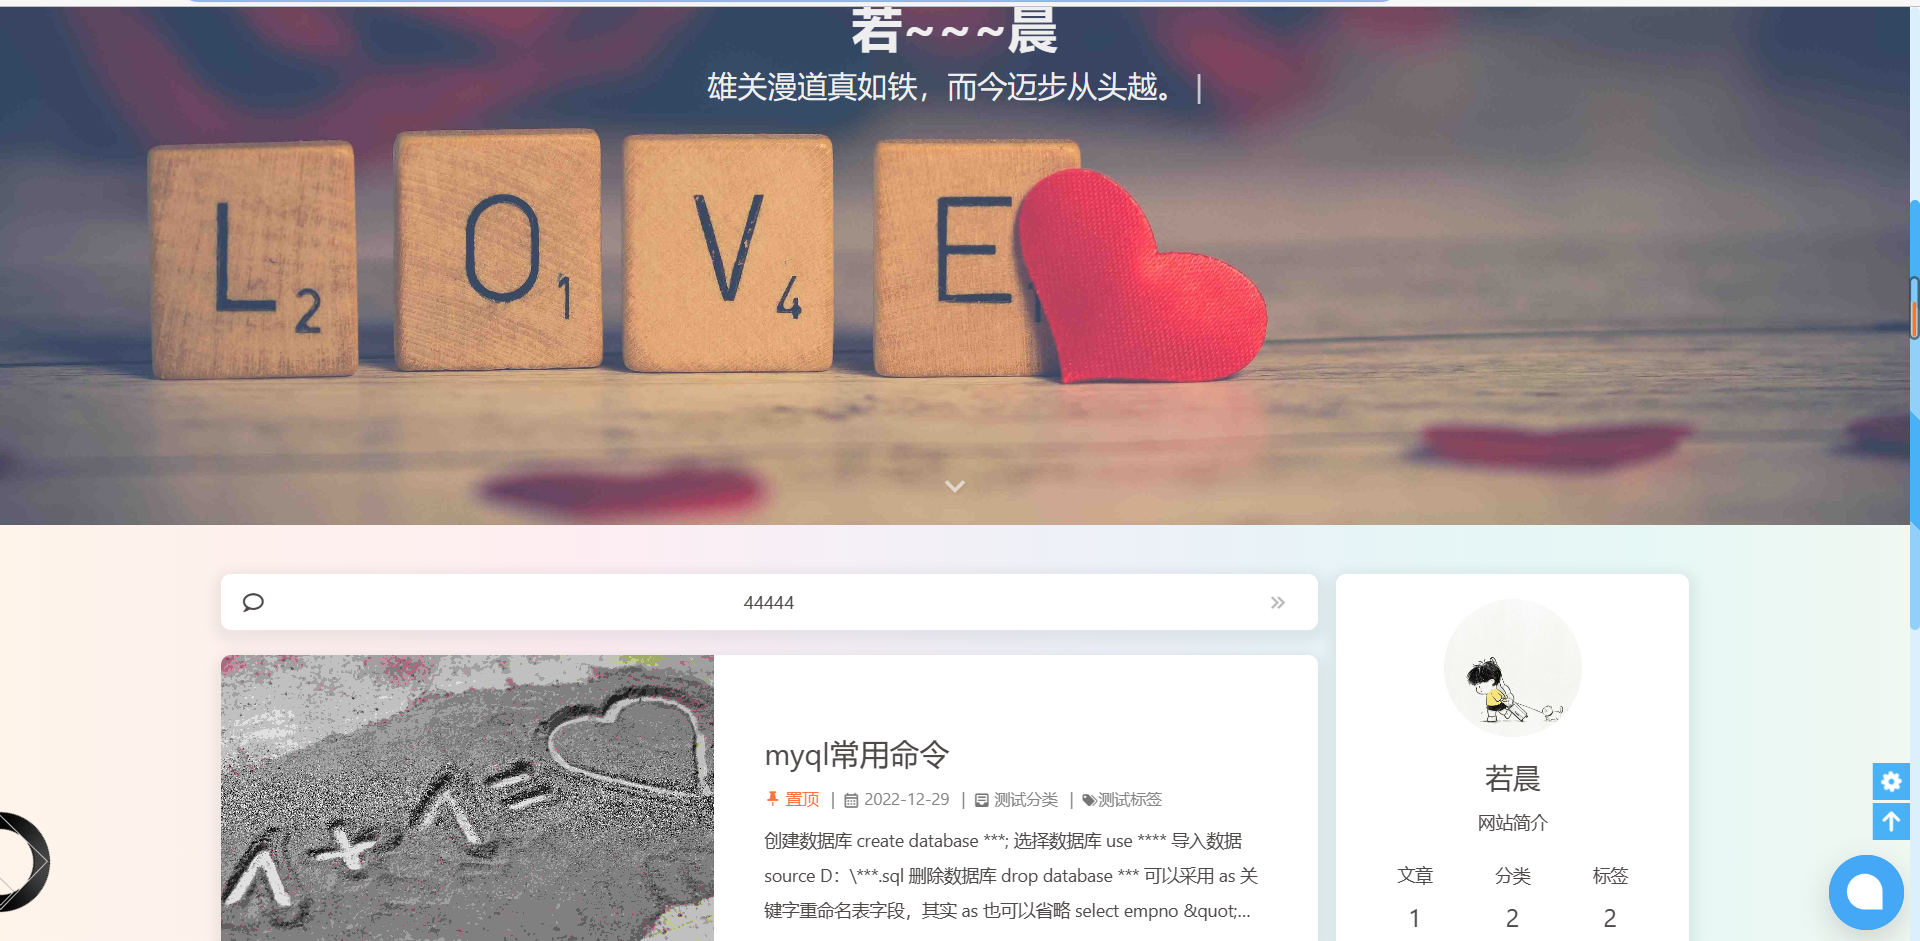 若~~~晨
雄关漫道真如铁，而今迈步从头越。 |
L2 O1 V4 E1
44444
myql常用命令
置顶 | 2022-12-29 | 测试分类 | 测试标签
创建数据库 create database ***; 选择数据库 use **** 导入数据
source D：\***.sql 删除数据库 drop database *** 可以采用 as 关
键字重命名表字段，其实 as 也可以省略 select empno &quot;...
1+1=
若晨
网站简介
文章 分类 标签
1 2 2